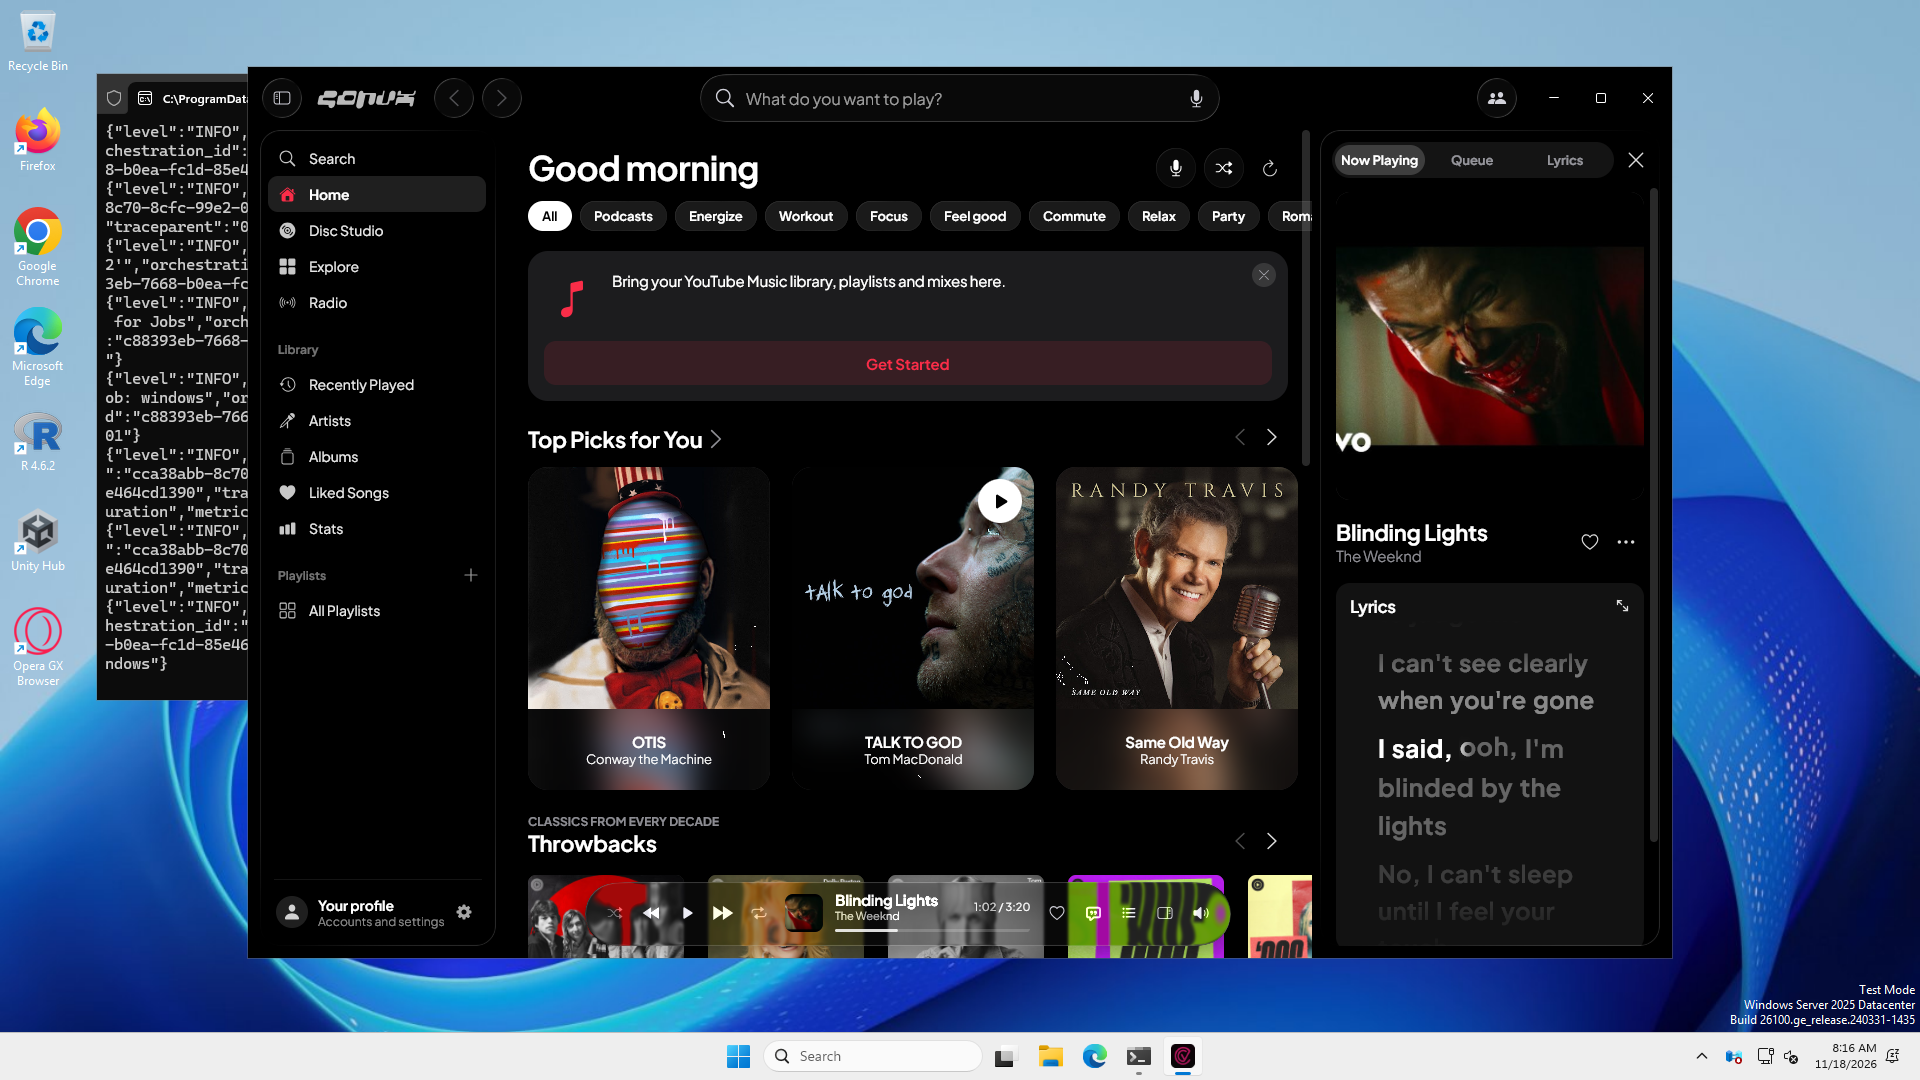 Recycle Bin
Firefox
Google
Chrome
Microsoft
Edge
R 4.6.2
Unity Hub
Opera GX
Browser
C:\ProgramData
{"level":"INFO",
chestration_id":
8-b0ea-fc1d-85e4
{"level":"INFO",
8c70-8cfc-99e2-0
"traceparent":"0
{"level":"INFO",
2'","orchestrati
3eb-7668-b0ea-fc
{"level":"INFO",
for Jobs","orch
:"c88393eb-7668-
"}
{"level":"INFO",
ob: windows","or
d":"c88393eb-766
01"}
{"level":"INFO",
":"cca38abb-8c70
e464cd1390","tra
uration","metric
{"level":"INFO",
":"cca38abb-8c70
e464cd1390","tra
uration","metric
{"level":"INFO",
hestration_id":"
-b0ea-fc1d-85e46
ndows"}
What do you want to play?
Search
Home
Disc Studio
Explore
Radio
Library
Recently Played
Artists
Albums
Liked Songs
Stats
Playlists
All Playlists
Your profile
Accounts and settings
Good morning
All
Podcasts
Energize
Workout
Focus
Feel good
Commute
Relax
Party
Bring your YouTube Music library, playlists and mixes here.
Get Started
Top Picks for You
talk to god
RANDY TRAVIS
SAME OLD WAY
OTIS
Conway the Machine
TALK TO GOD
Tom MacDonald
Same Old Way
Randy Travis
CLASSICS FROM EVERY DECADE
Throwbacks
Blinding Lights
The Weeknd
1:02 / 3:20
Now Playing
Queue
Lyrics
vo
Blinding Lights
The Weeknd
Lyrics
I can't see clearly
when you're gone
I said, ooh, I'm
blinded by the
lights
No, I can't sleep
until I feel your
Test Mode
Windows Server 2025 Datacenter
Build 26100.ge_release.240331-1435
Search
8:16 AM
11/18/2026